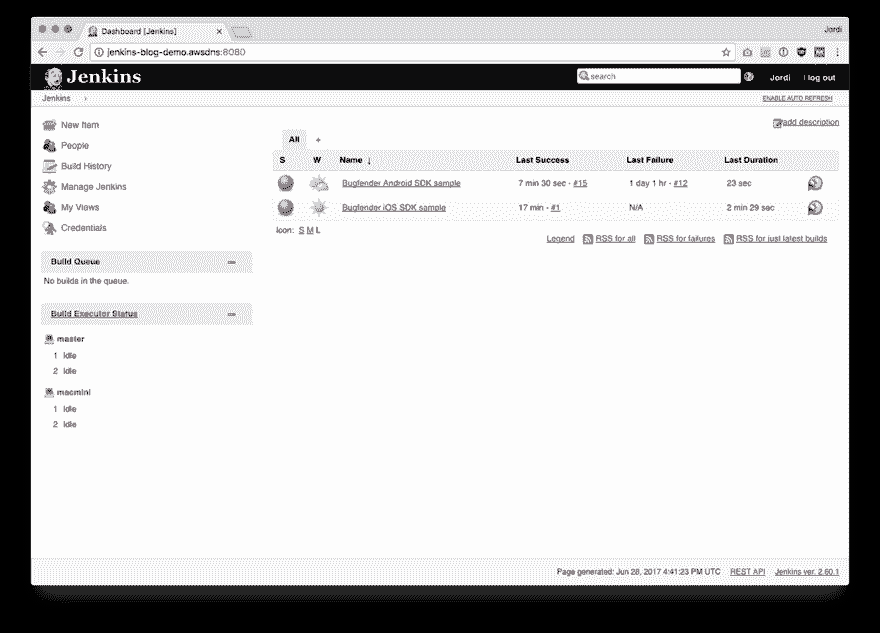 Dashboard [Jenkins]
Jordi
jenkins-blog-demo.awsdns:8080
Jenkins
search
Jordi
log out
Jenkins
ENABLE AUTO REFRESH
New Item
People
Build History
Manage Jenkins
My Views
Credentials
Build Queue
No builds in the queue.
Build Executor Status
master
1 Idle
2 Idle
macmini
1 Idle
2 Idle
add description
All +
S W Name ↓ Last Success Last Failure Last Duration
Bugfender Android SDK sample 7 min 30 sec - #15 1 day 1 hr - #12 23 sec
Bugfender iOS SDK sample 17 min - #1 N/A 2 min 29 sec
Icon: S M L
Legend RSS for all RSS for failures RSS for just latest builds
Page generated: Jun 28, 2017 4:41:23 PM UTC REST API Jenkins ver. 2.60.1